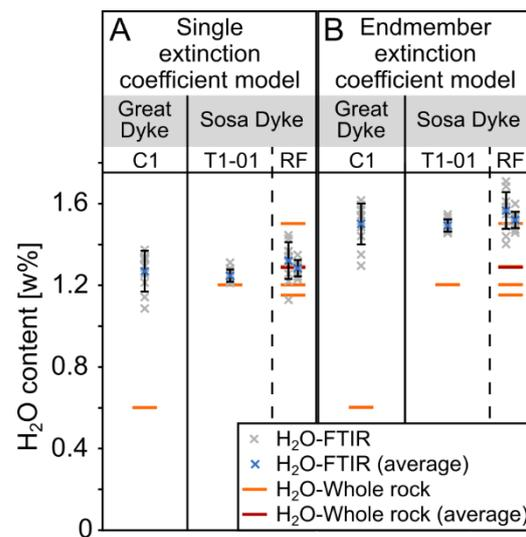 A
Single
extinction
coefficient model
B
Endmember
extinction
coefficient model
Great
Dyke
Sosa Dyke
Great
Dyke
Sosa Dyke
C1
T1-01
RF
C1
T1-01
RF
H₂O content [w%]
1.6
1.2
0.8
0.4
0
H₂O-FTIR
H₂O-FTIR (average)
H₂O-Whole rock
H₂O-Whole rock (average)